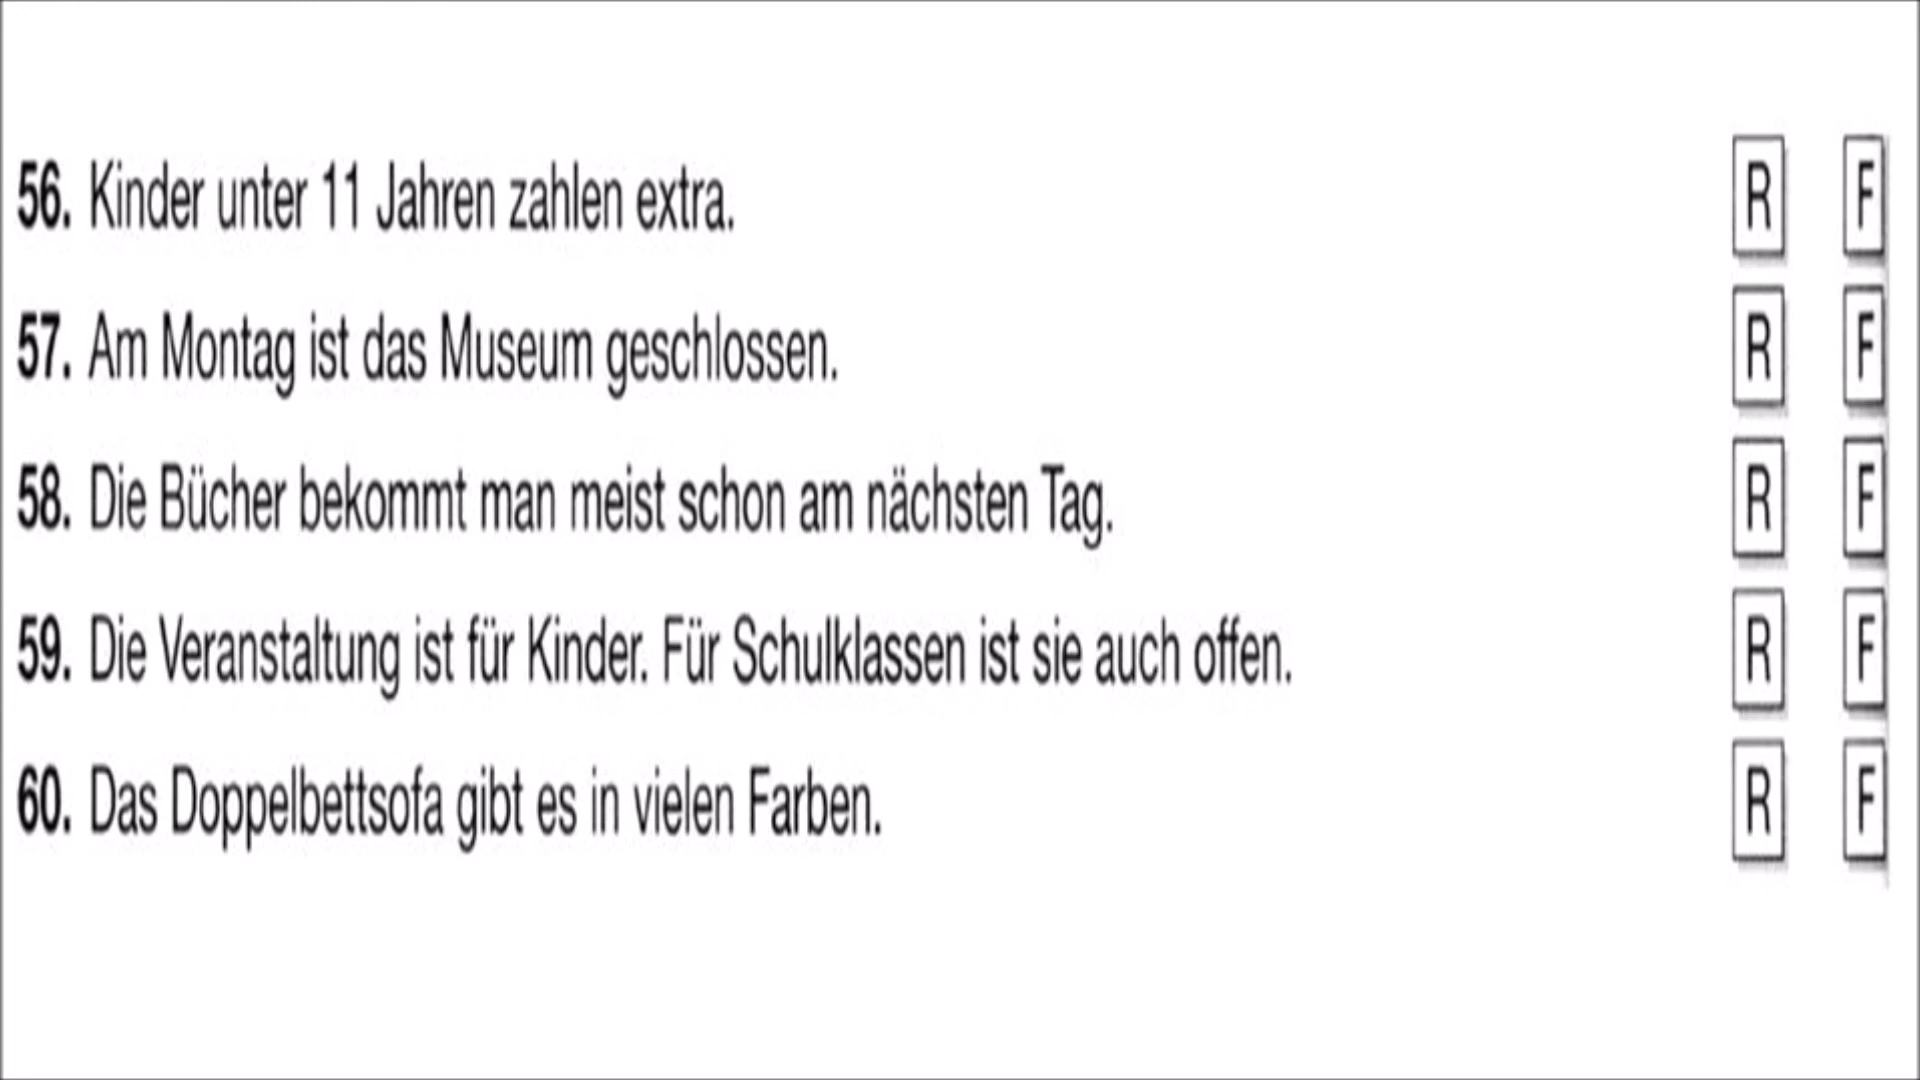 56. Kinder unter 11 Jahren zahlen extra. R F
57. Am Montag ist das Museum geschlossen. R F
58. Die Bücher bekommt man meist schon am nächsten Tag. R F
59. Die Veranstaltung ist für Kinder. Für Schulklassen ist sie auch offen. R F
60. Das Doppelbettsofa gibt es in vielen Farben. R F